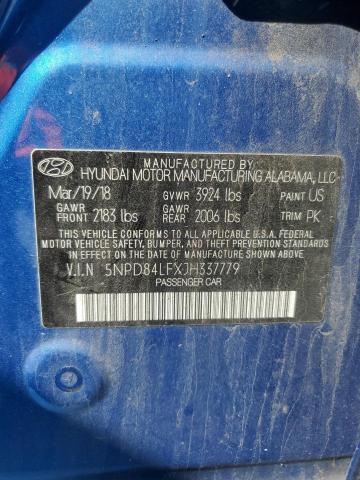 MANUFACTURED BY
HYUNDAI MOTOR MANUFACTURING ALABAMA, LLC
Mar/19/18 GVWR 3924 lbs PAINT US
GAWR FRONT 2183 lbs GAWR REAR 2006 lbs TRIM PK
THIS VEHICLE CONFORMS TO ALL APPLICABLE U.S.A FEDERAL
MOTOR VEHICLE SAFETY, BUMPER, AND THEFT PREVENTION STANDARDS
IN EFFECT ON THE DATE OF MANUFACTURE SHOWN ABOVE.
V.I.N 5NPD84LFXJH337779
PASSENGER CAR